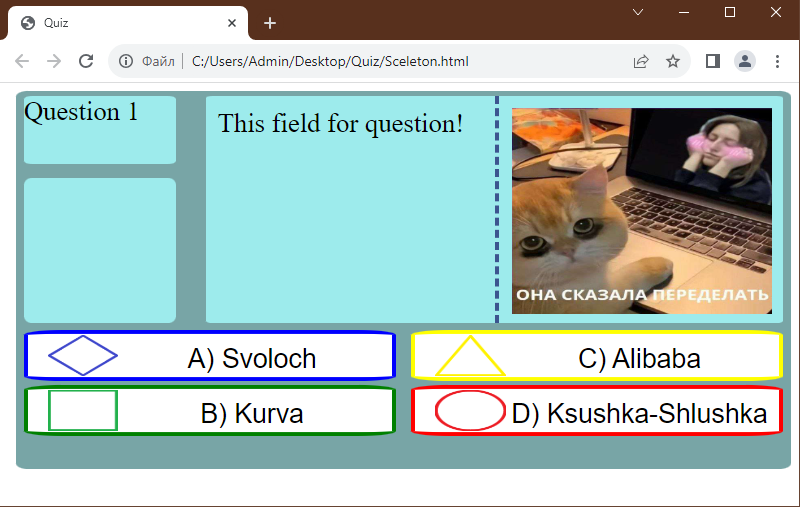 Quiz
Файл
C:/Users/Admin/Desktop/Quiz/Sceleton.html
Question 1
This field for question!
ОНА СКАЗАЛА ПЕРЕДЕЛАТЬ
A) Svoloch
C) Alibaba
B) Kurva
D) Ksushka-Shlushka